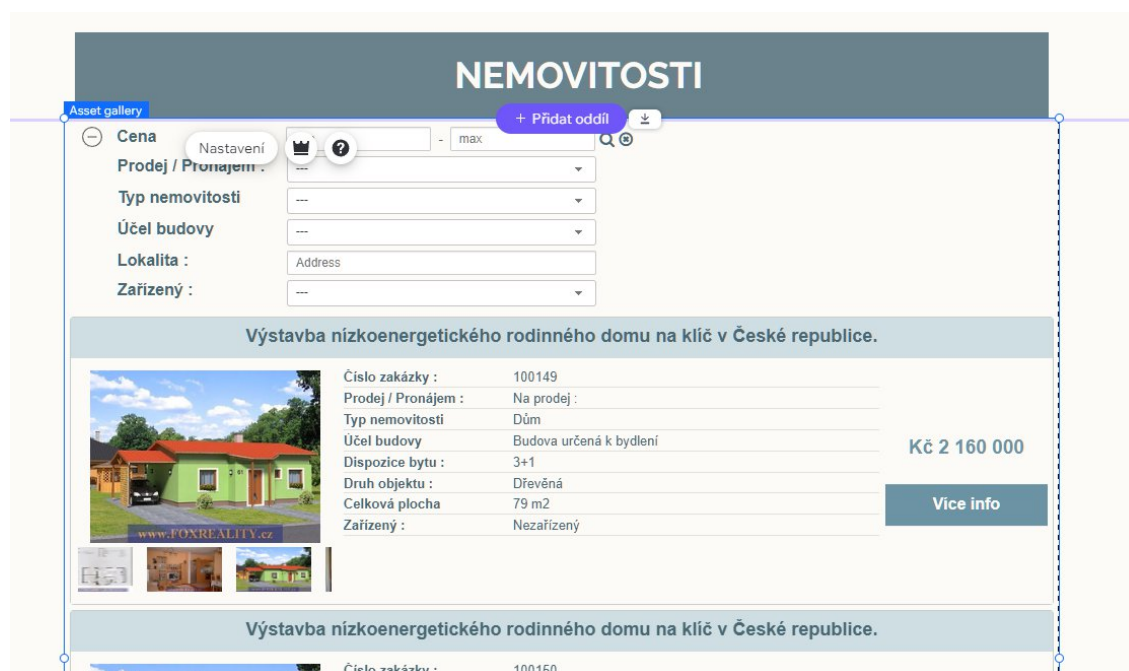 NEMOVITOSTI
Asset gallery
+ Přidat oddíl
Cena
- max
Nastavení
Prodej / Pronájem :
---
Typ nemovitosti
---
Účel budovy
---
Lokalita :
Address
Zařízený :
---
Výstavba nízkoenergetického rodinného domu na klíč v České republice.
Číslo zakázky : 100149
Prodej / Pronájem : Na prodej :
Typ nemovitosti Dům
Účel budovy Budova určená k bydlení
Dispozice bytu : 3+1
Druh objektu : Dřevěná
Celková plocha 79 m2
Zařízený : Nezařízený
Kč 2 160 000
Více info
www.FOXREALITY.cz
Výstavba nízkoenergetického rodinného domu na klíč v České republice.
Číslo zakázky : 100150